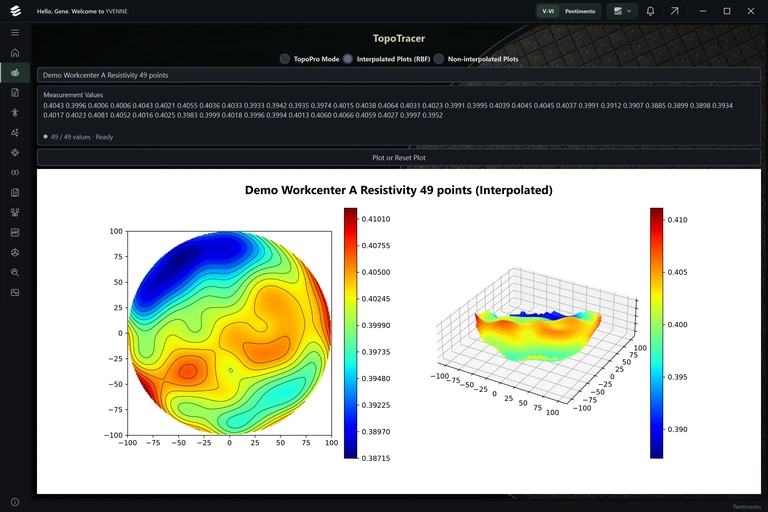 Hello, Gene. Welcome to YVENNE.
V-VI Pentimento
TopoTracer
TopoPro Mode Interpolated Plots (RBF) Non-interpolated Plots
Demo Workcenter A Resistivity 49 points
Measurement Values
0.4043 0.3996 0.4006 0.4006 0.4043 0.4021 0.4055 0.4036 0.4033 0.3933 0.3942 0.3935 0.3974 0.4015 0.4038 0.4064 0.4031 0.4023 0.3991 0.3995 0.4039 0.4045 0.4045 0.4037 0.3991 0.3912 0.3907 0.3885 0.3899 0.3898 0.3934
0.4017 0.4023 0.4081 0.4052 0.4016 0.4025 0.3983 0.3999 0.4018 0.3996 0.3994 0.4013 0.4060 0.4066 0.4059 0.4027 0.3997 0.3952
49 / 49 values · Ready
Plot or Reset Plot
Demo Workcenter A Resistivity 49 points (Interpolated)
100
75
50
25
0
−25
−50
−75
−100
−100 −75 −50 −25 0 25 50 75 100
0.41010
0.40755
0.40500
0.40245
0.39990
0.39735
0.39480
0.39225
0.38970
0.38715
−100 −75 −50 −25 0 25 50 75 100
−100
−75
−50
−25
0
25
50
75
100
0.410
0.405
0.400
0.395
0.390
Pentimento